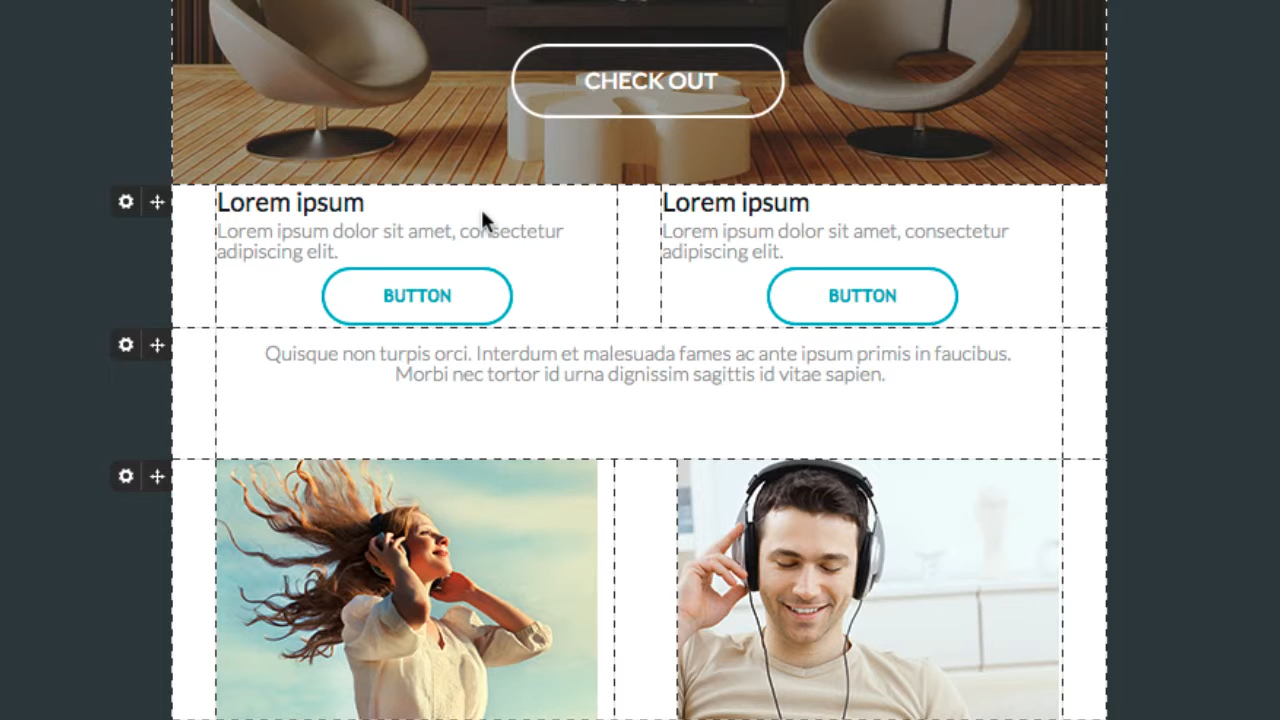 CHECK OUT
Lorem ipsum
Lorem ipsum dolor sit amet, consectetur
adipiscing elit.
BUTTON
Lorem ipsum
Lorem ipsum dolor sit amet, consectetur
adipiscing elit.
BUTTON
Quisque non turpis orci. Interdum et malesuada fames ac ante ipsum primis in faucibus.
Morbi nec tortor id urna dignissim sagittis id vitae sapien.